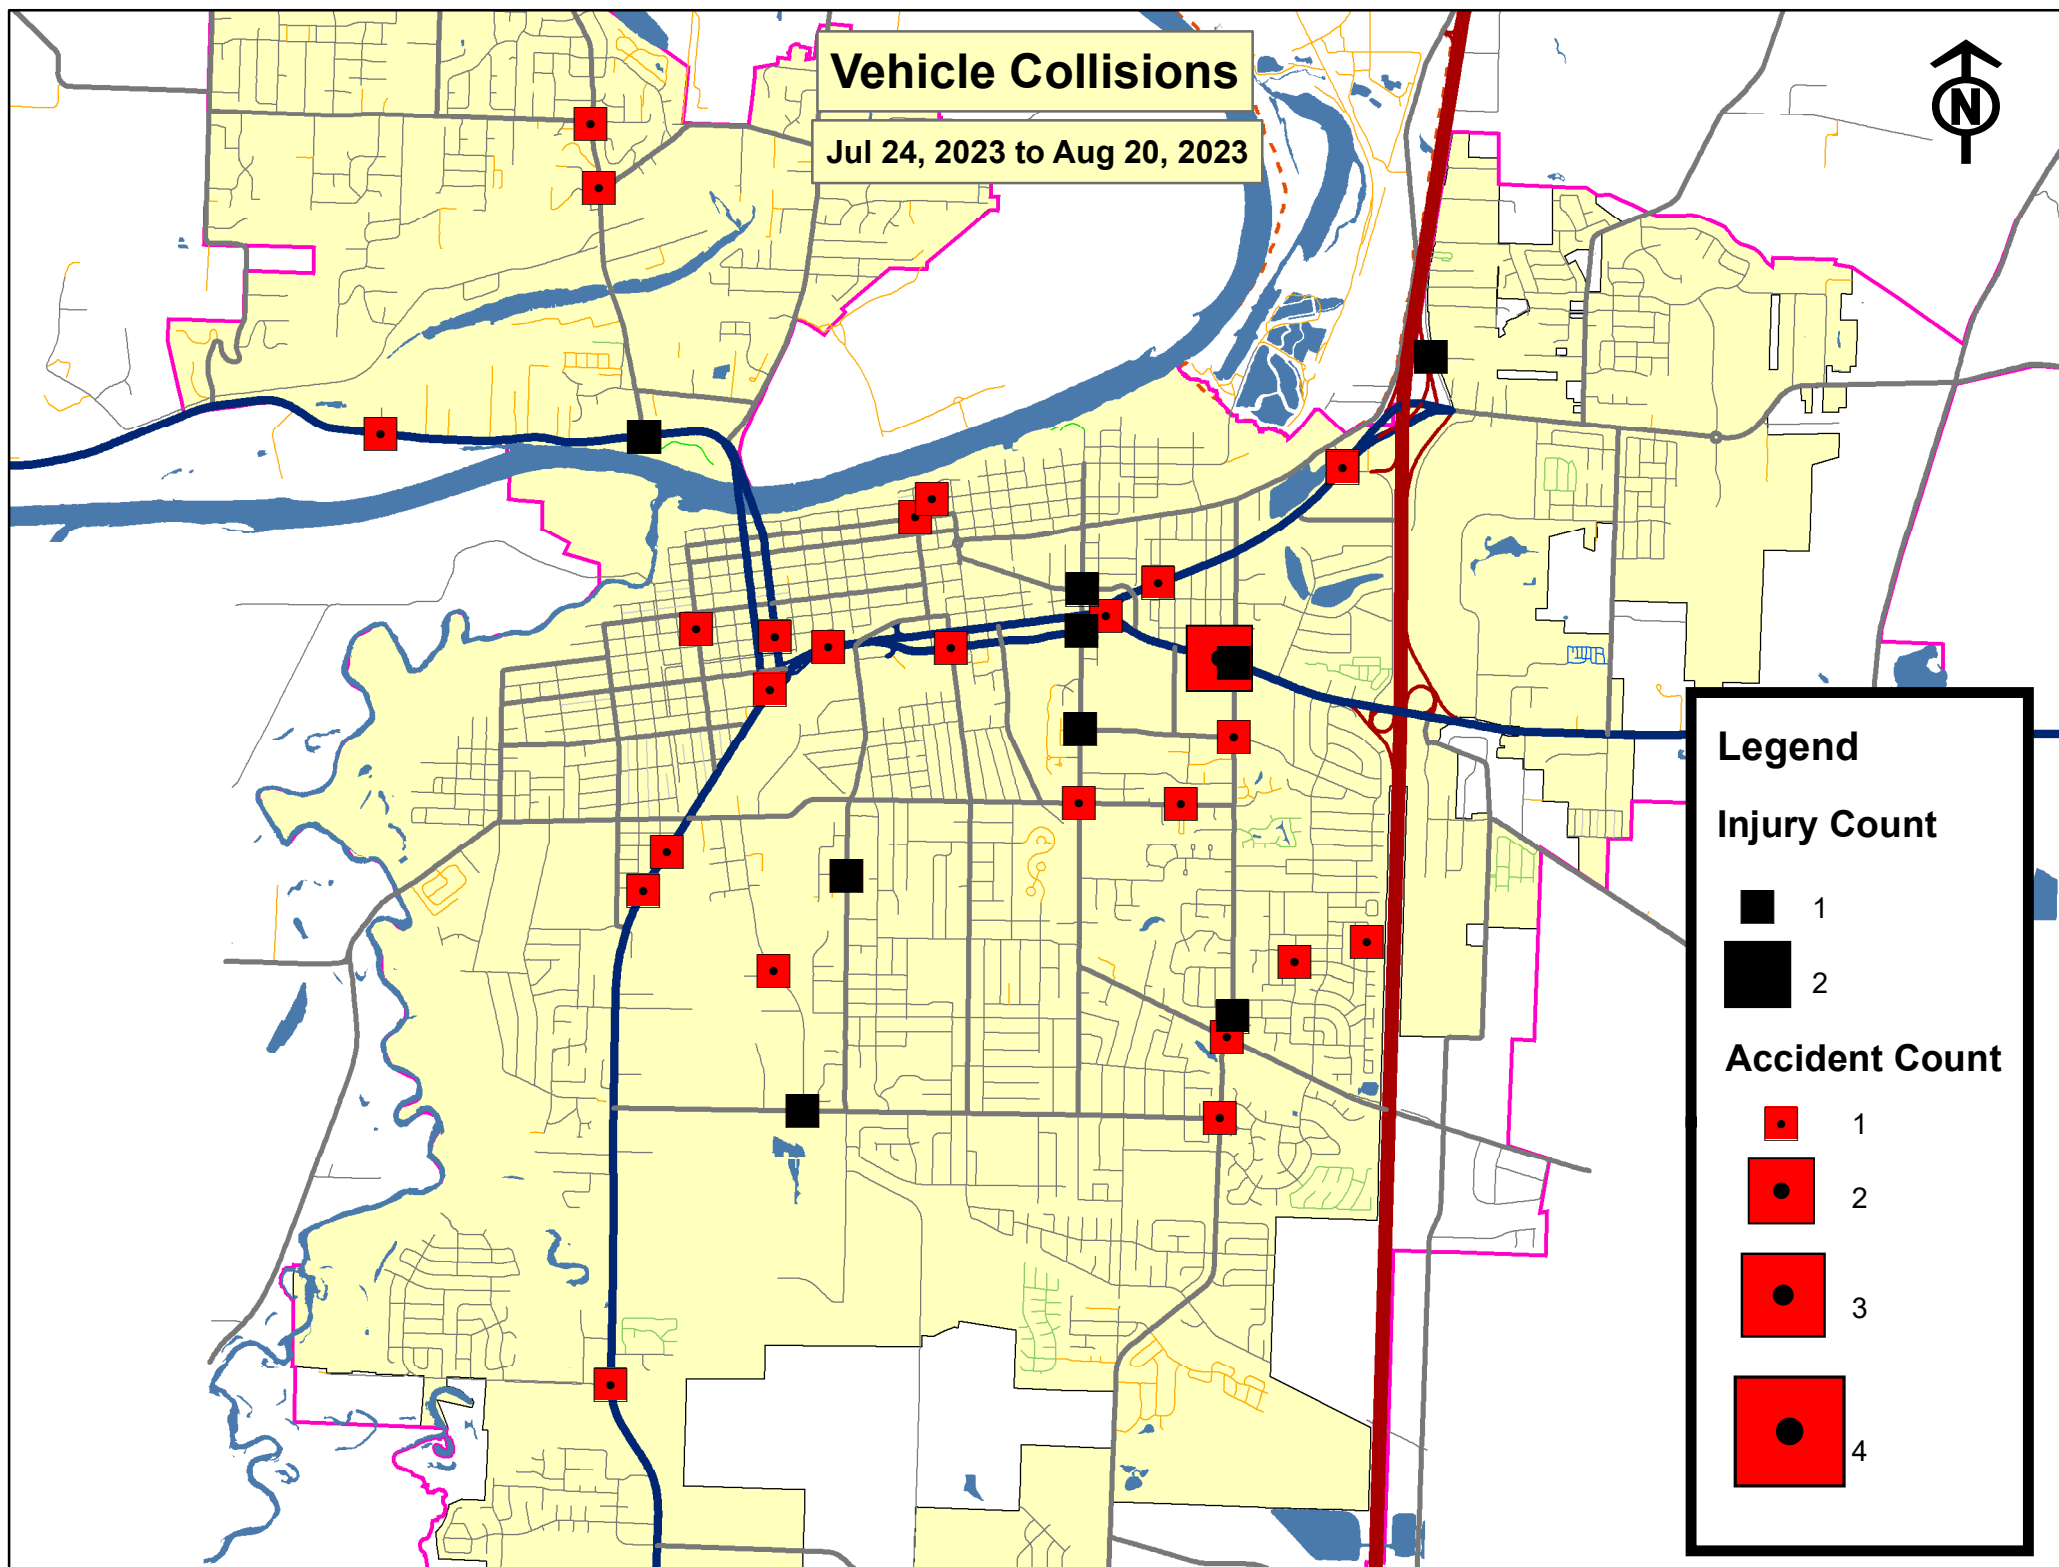 Vehicle Collisions
Jul 24, 2023 to Aug 20, 2023
N
Legend
Injury Count
1
2
Accident Count
1
2
3
4